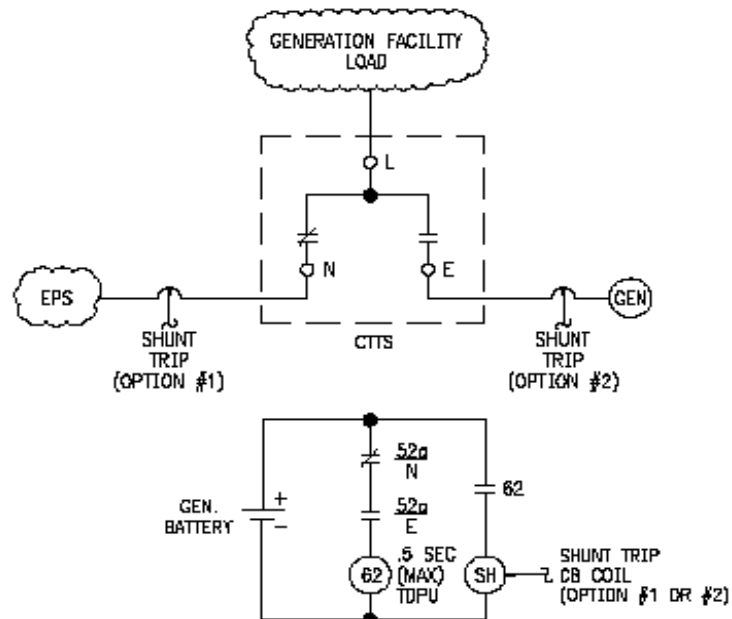 GENERATION FACILITY
LOAD
L
N
E
EPS
GEN
SHUNT
TRIP
(OPTION #1)
CTTS
SHUNT
TRIP
(OPTION #2)
52a
N
62
GEN.
BATTERY
+
-
52a
E
62
.5 SEC
(MAX)
TDPU
SH
SHUNT TRIP
CB COIL
(OPTION #1 OR #2)